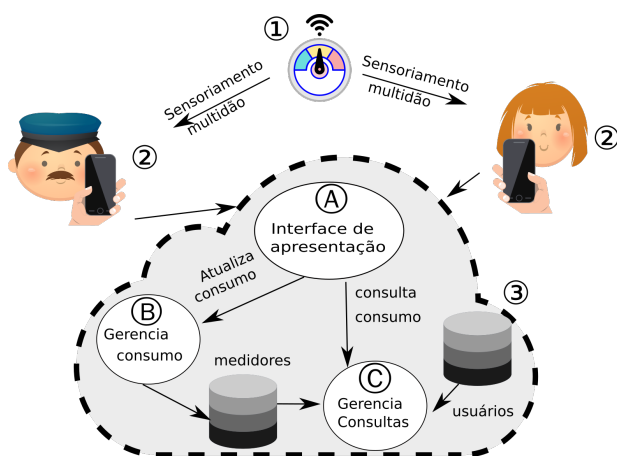 ①
Sensoriamento
multidão
Sensoriamento
multidão
②
②
Ⓐ
Interface de
apresentação
Atualiza
consumo
consulta
consumo
③
Ⓑ
Gerencia
consumo
medidores
Ⓒ
Gerencia
Consultas
usuários